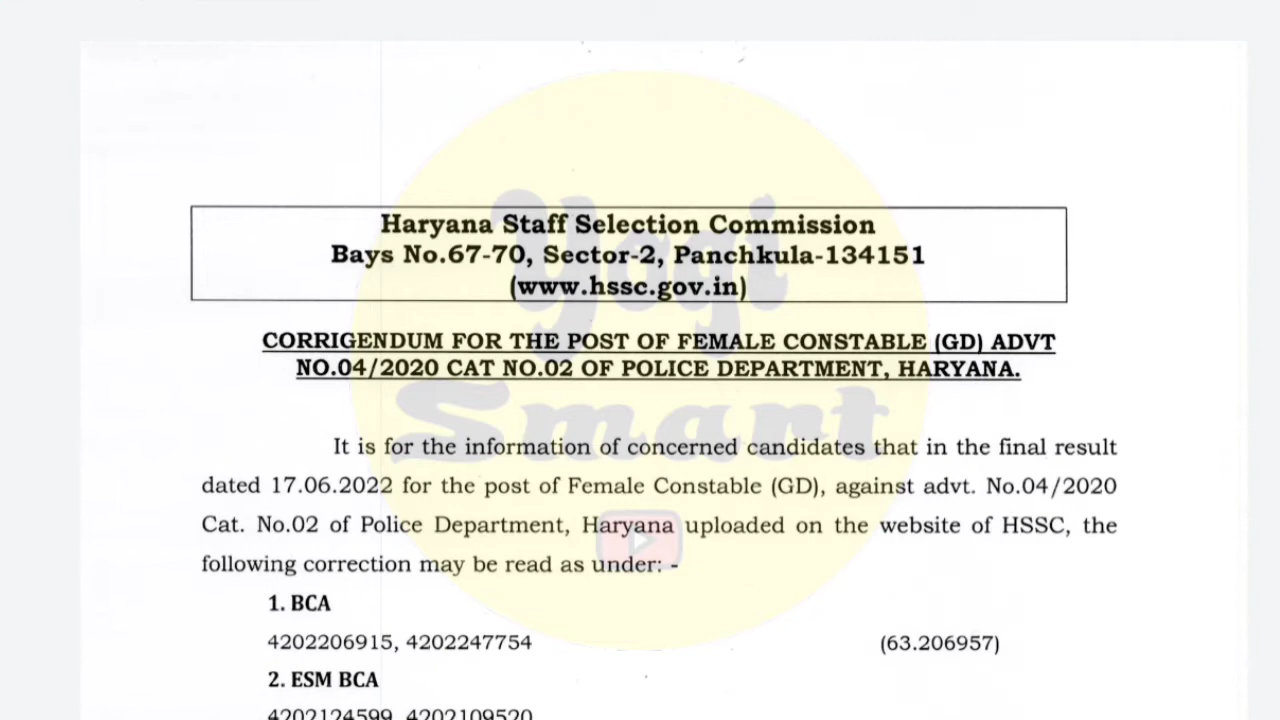 Haryana Staff Selection Commission
Bays No.67-70, Sector-2, Panchkula-134151
(www.hssc.gov.in)
CORRIGENDUM FOR THE POST OF FEMALE CONSTABLE (GD) ADVT
NO.04/2020 CAT NO.02 OF POLICE DEPARTMENT, HARYANA.
Yogi
Smart
It is for the information of concerned candidates that in the final result
dated 17.06.2022 for the post of Female Constable (GD), against advt. No.04/2020
Cat. No.02 of Police Department, Haryana uploaded on the website of HSSC, the
following correction may be read as under: -
1. BCA
4202206915, 4202247754 (63.206957)
2. ESM BCA
4202124599, 4202109520